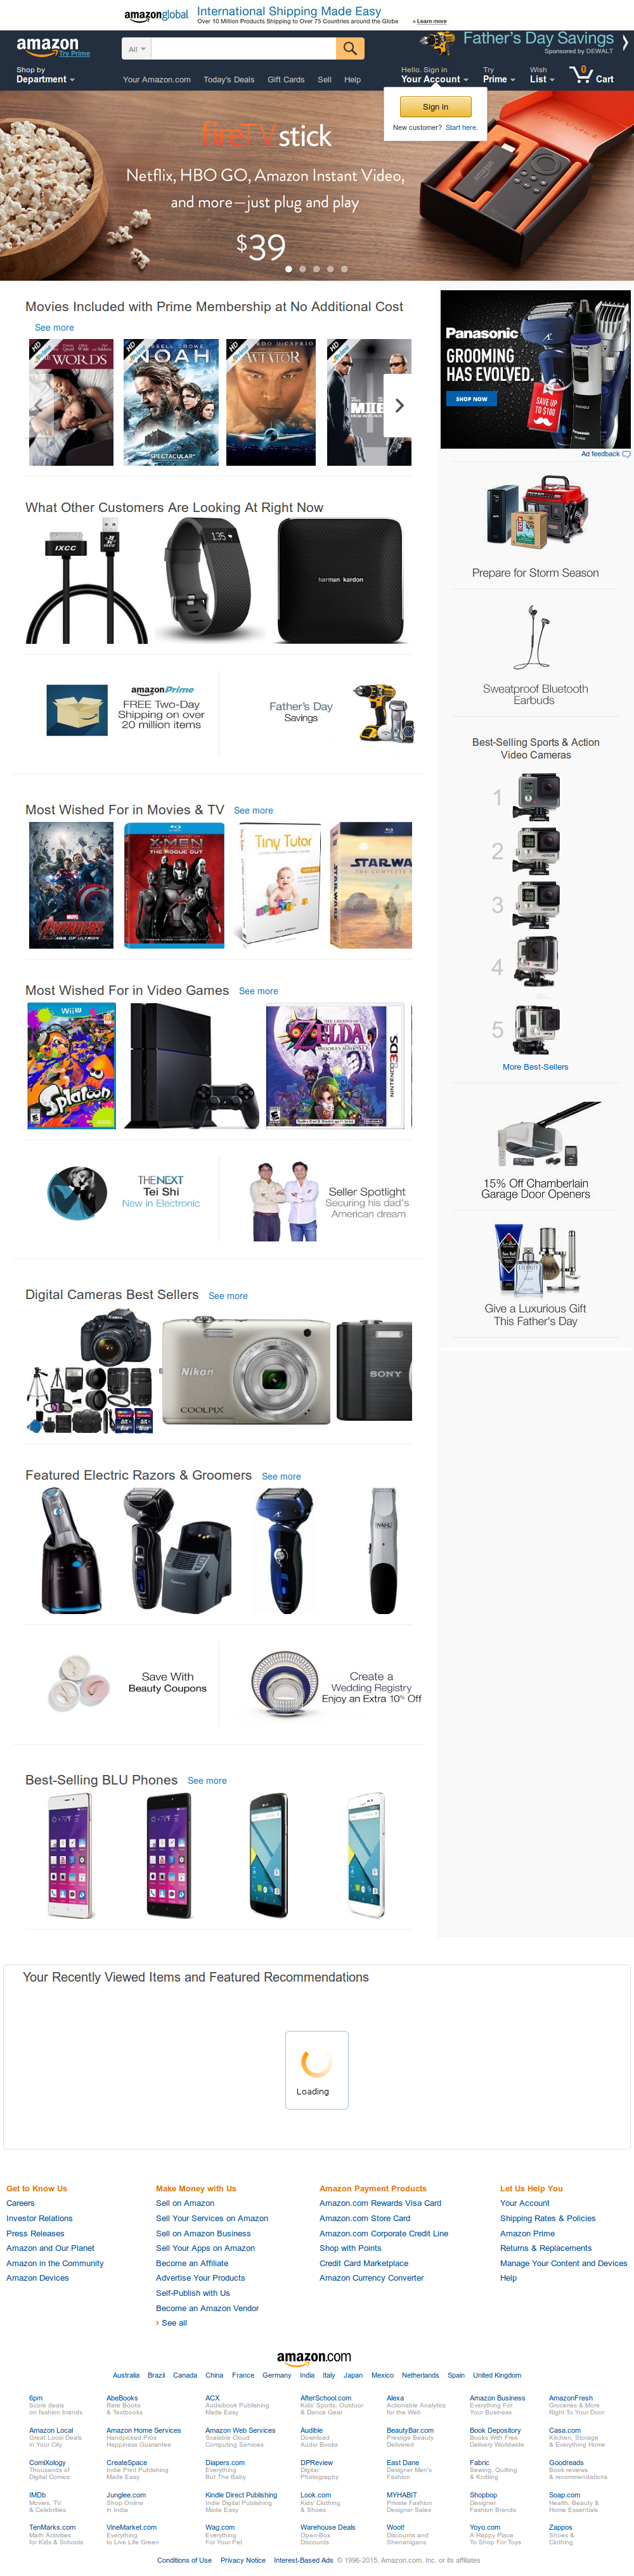 amazonglobal
International Shipping Made Easy
Over 10 Million Products Shipping to Over 75 Countries around the Globe
> Learn more
amazon
Try Prime
All
Father's Day Savings
Sponsored by DEWALT
Shop by
Department
Your Amazon.com
Today's Deals
Gift Cards
Sell
Help
Hello. Sign in
Your Account
Try
Prime
Wish
List
0
Cart
Sign in
New customer? Start here.
fireTV stick
Netflix, HBO GO, Amazon Instant Video,
and more—just plug and play
$39
Movies Included with Prime Membership at No Additional Cost
See more
WORDS
NOAH
SPECTACULAR
AVIATOR
Panasonic
GROOMING
HAS EVOLVED.
SHOP NOW
SAVE UP
TO $100
Ad feedback
What Other Customers Are Looking At Right Now
IXCC
1:35
harman/kardon
Prepare for Storm Season
Sweatproof Bluetooth
Earbuds
amazonPrime
FREE Two-Day
Shipping on over
20 million items
Father's Day
Savings
Best-Selling Sports & Action
Video Cameras
1
2
3
4
5
More Best-Sellers
Most Wished For in Movies & TV
See more
MARVEL
AVENGERS
AGE OF ULTRON
X-MEN
THE ROGUE CUT
Tiny Tutor
STAR WA
Most Wished For in Video Games
See more
Wii U
Splatoon
THE LEGEND OF
ZELDA
MAJORA'S MASK 3D
NINTENDO 3DS
THENEXT
Tei Shi
New in Electronic
Seller Spotlight
Securing his dad's
American dream
15% Off Chamberlain
Garage Door Openers
Give a Luxurious Gift
This Father's Day
Digital Cameras Best Sellers
See more
Nikon
COOLPIX
SONY
Featured Electric Razors & Groomers
See more
WAHL
Save With
Beauty Coupons
Create a
Wedding Registry
Enjoy an Extra 10% Off
Best-Selling BLU Phones
See more
Your Recently Viewed Items and Featured Recommendations
Loading
Get to Know Us
Careers
Investor Relations
Press Releases
Amazon and Our Planet
Amazon in the Community
Amazon Devices
Make Money with Us
Sell on Amazon
Sell Your Services on Amazon
Sell on Amazon Business
Sell Your Apps on Amazon
Become an Affiliate
Advertise Your Products
Self-Publish with Us
Become an Amazon Vendor
› See all
Amazon Payment Products
Amazon.com Rewards Visa Card
Amazon.com Store Card
Amazon.com Corporate Credit Line
Shop with Points
Credit Card Marketplace
Amazon Currency Converter
Let Us Help You
Your Account
Shipping Rates & Policies
Amazon Prime
Returns & Replacements
Manage Your Content and Devices
Help
amazon.com
Australia Brazil Canada China France Germany India Italy Japan Mexico Netherlands Spain United Kingdom
6pm
Score deals
on fashion brands
AbeBooks
Rare Books
& Textbooks
ACX
Audiobook Publishing
Made Easy
AfterSchool.com
Kids' Sports, Outdoor
& Dance Gear
Alexa
Actionable Analytics
for the Web
Amazon Business
Everything For
Your Business
AmazonFresh
Groceries & More
Right To Your Door
Amazon Local
Great Local Deals
in Your City
Amazon Home Services
Handpicked Pros
Happiness Guarantee
Amazon Web Services
Scalable Cloud
Computing Services
Audible
Download
Audio Books
BeautyBar.com
Prestige Beauty
Delivered
Book Depository
Books With Free
Delivery Worldwide
Casa.com
Kitchen, Storage
& Everything Home
ComiXology
Thousands of
Digital Comics
CreateSpace
Indie Print Publishing
Made Easy
Diapers.com
Everything
But The Baby
DPReview
Digital
Photography
East Dane
Designer Men's
Fashion
Fabric
Sewing, Quilting
& Knitting
Goodreads
Book reviews
& recommendations
IMDb
Movies, TV
& Celebrities
Junglee.com
Shop Online
in India
Kindle Direct Publishing
Indie Digital Publishing
Made Easy
Look.com
Kids' Clothing
& Shoes
MYHABIT
Private Fashion
Designer Sales
Shopbop
Designer
Fashion Brands
Soap.com
Health, Beauty &
Home Essentials
TenMarks.com
Math Activities
for Kids & Schools
VineMarket.com
Everything
to Live Life Green
Wag.com
Everything
For Your Pet
Warehouse Deals
Open-Box
Discounts
Woot!
Discounts and
Shenanigans
Yoyo.com
A Happy Place
To Shop For Toys
Zappos
Shoes &
Clothing
Conditions of Use Privacy Notice Interest-Based Ads © 1996-2015, Amazon.com, Inc. or its affiliates